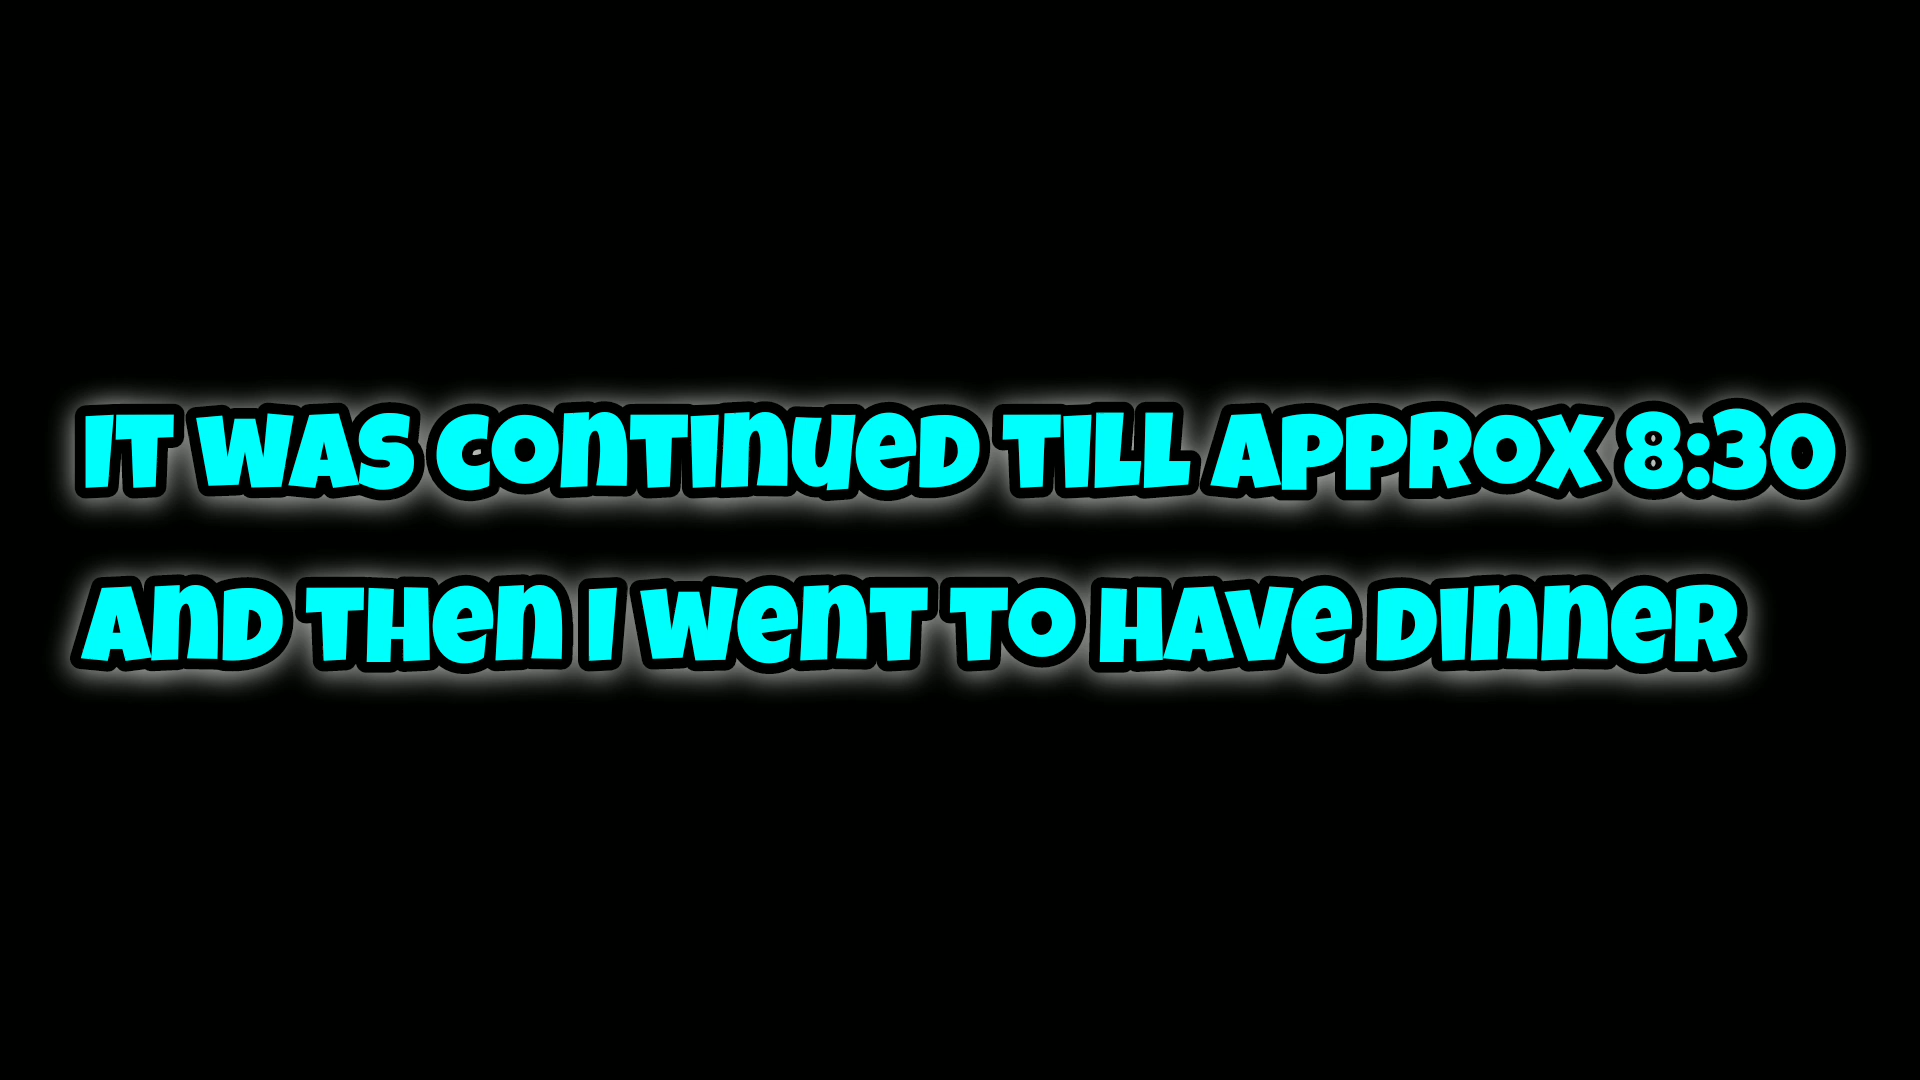 It was continued till approx 8:30
and then I went to have dinner